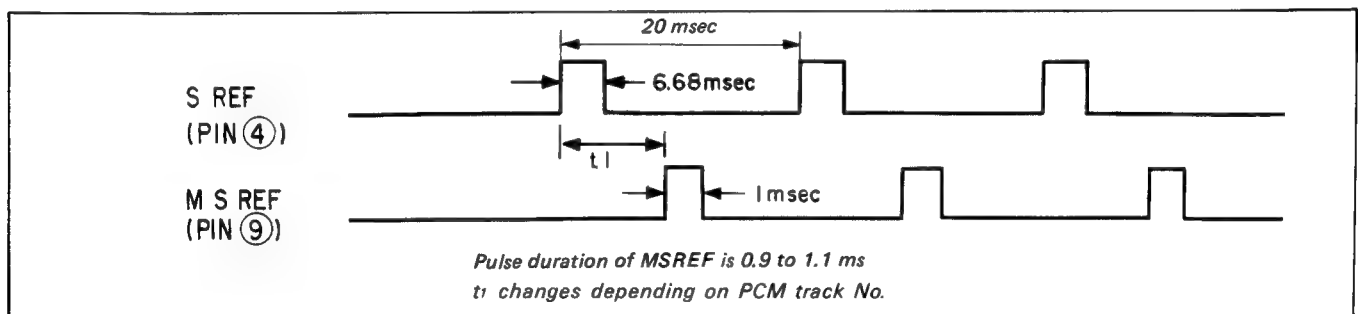 20 msec
6.68msec
S REF
(PIN ④)
t1
M S REF
(PIN ⑨)
1msec
Pulse duration of MSREF is 0.9 to 1.1 ms
t1 changes depending on PCM track No.